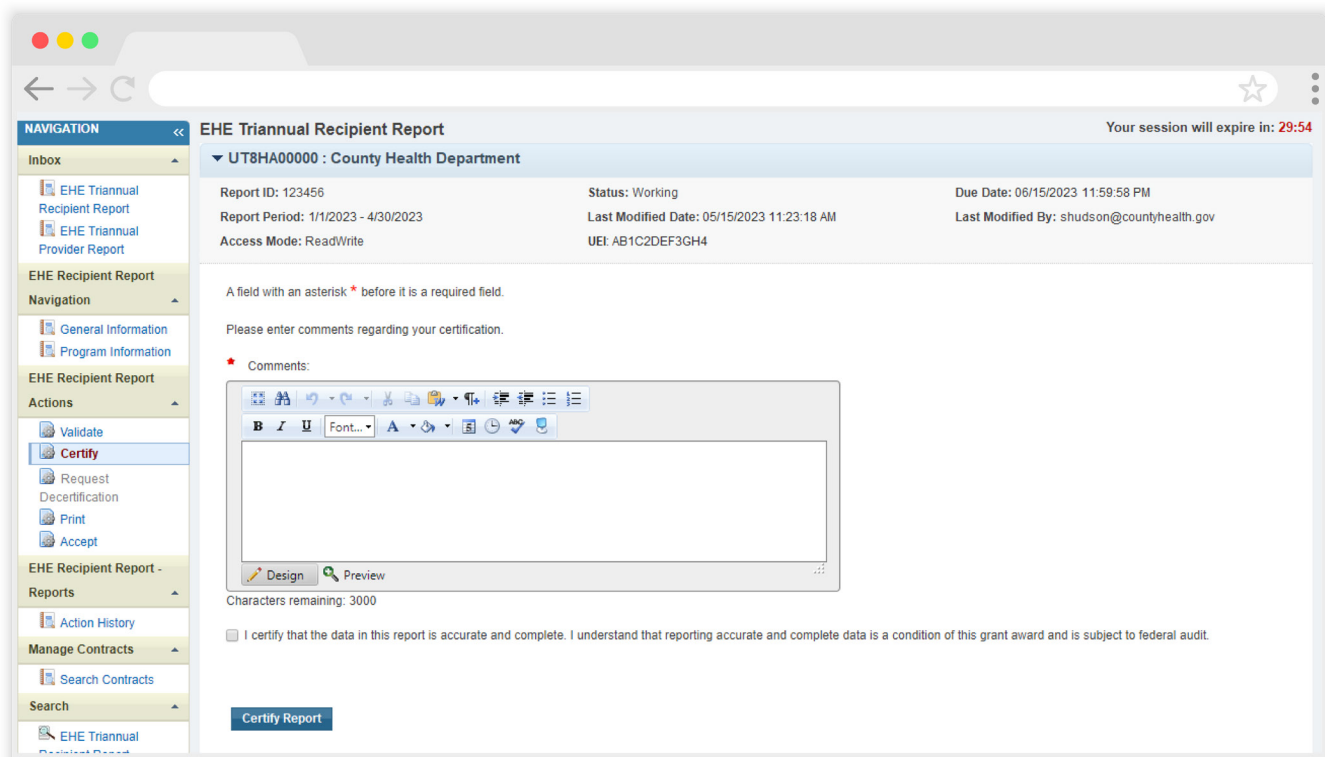 NAVIGATION «
Inbox
EHE Triannual
Recipient Report
EHE Triannual
Provider Report
EHE Recipient Report
Navigation
General Information
Program Information
EHE Recipient Report
Actions
Validate
Certify
Request
Decertification
Print
Accept
EHE Recipient Report -
Reports
Action History
Manage Contracts
Search Contracts
Search
EHE Triannual
Recipient Report
EHE Triannual Recipient Report
Your session will expire in: 29:54
UT8HA00000 : County Health Department
Report ID: 123456
Status: Working
Due Date: 06/15/2023 11:59:58 PM
Report Period: 1/1/2023 - 4/30/2023
Last Modified Date: 05/15/2023 11:23:18 AM
Last Modified By: shudson@countyhealth.gov
Access Mode: ReadWrite
UEI: AB1C2DEF3GH4
A field with an asterisk * before it is a required field.
Please enter comments regarding your certification.
* Comments:
B I U Font... A
ABC
Design Preview
Characters remaining: 3000
I certify that the data in this report is accurate and complete. I understand that reporting accurate and complete data is a condition of this grant award and is subject to federal audit.
Certify Report